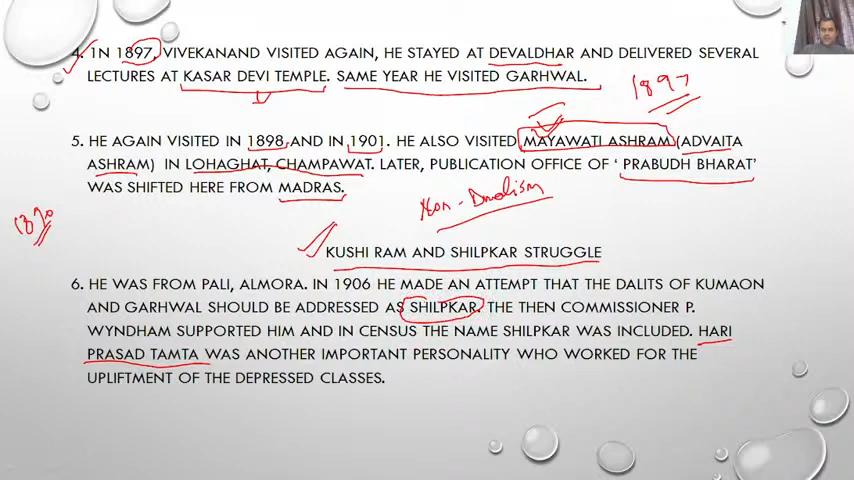 4. IN 1897, VIVEKANAND VISITED AGAIN, HE STAYED AT DEVALDHAR AND DELIVERED SEVERAL
LECTURES AT KASAR DEVI TEMPLE. SAME YEAR HE VISITED GARHWAL.
1897
5. HE AGAIN VISITED IN 1898 AND IN 1901. HE ALSO VISITED MAYAWATI ASHRAM (ADVAITA
ASHRAM) IN LOHAGHAT, CHAMPAWAT. LATER, PUBLICATION OFFICE OF ' PRABUDH BHARAT'
WAS SHIFTED HERE FROM MADRAS.
Non-Dualism
1890
KUSHI RAM AND SHILPKAR STRUGGLE
6. HE WAS FROM PALI, ALMORA. IN 1906 HE MADE AN ATTEMPT THAT THE DALITS OF KUMAON
AND GARHWAL SHOULD BE ADDRESSED AS SHILPKAR. THE THEN COMMISSIONER P.
WYNDHAM SUPPORTED HIM AND IN CENSUS THE NAME SHILPKAR WAS INCLUDED. HARI
PRASAD TAMTA WAS ANOTHER IMPORTANT PERSONALITY WHO WORKED FOR THE
UPLIFTMENT OF THE DEPRESSED CLASSES.